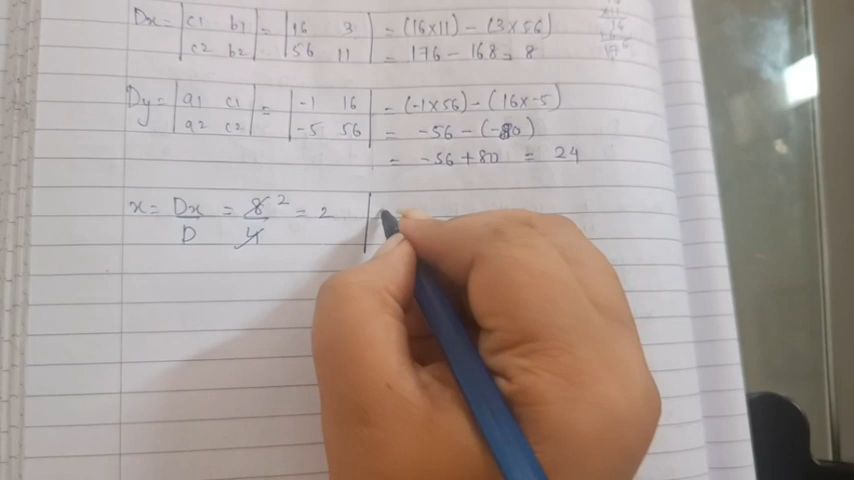 Dx = | c1 b1 | = | 16 3 | = (16×11) – (3×56)
| c2 b2 | | 56 11 | = 176 – 168 = 8
Dy = | a1 c1 | = | -1 16 | = (-1×56) – (16×-5)
| a2 c2 | | -5 56 | = -56 – (-80)
= -56 + 80 = 24
x = Dx = 8 2 = 2
D 4